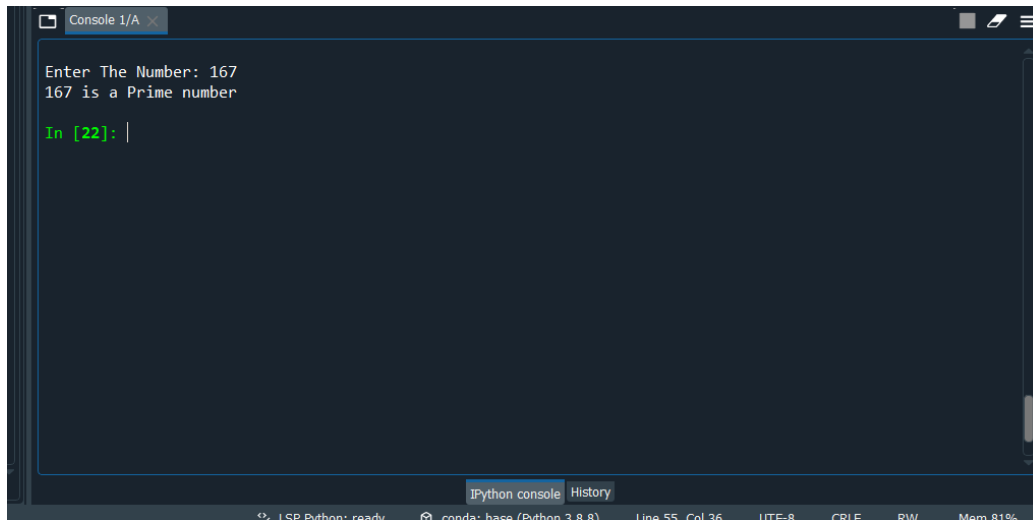 Console 1/A
Enter The Number: 167
167 is a Prime number
In [22]:
IPython console History
LSP Python: ready conda: base (Python 3.8.8) Line 55, Col 36 UTF-8 CRLF RW Mem 81%